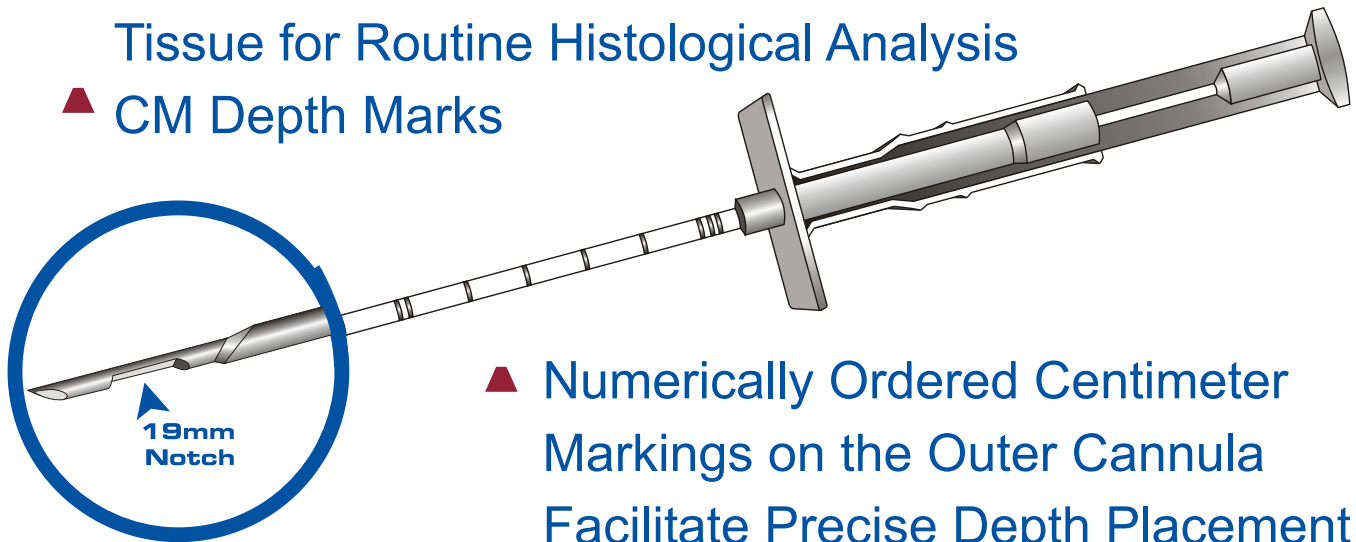 Tissue for Routine Histological Analysis
CM Depth Marks
19mm
Notch
Numerically Ordered Centimeter
Markings on the Outer Cannula
Facilitate Precise Depth Placement